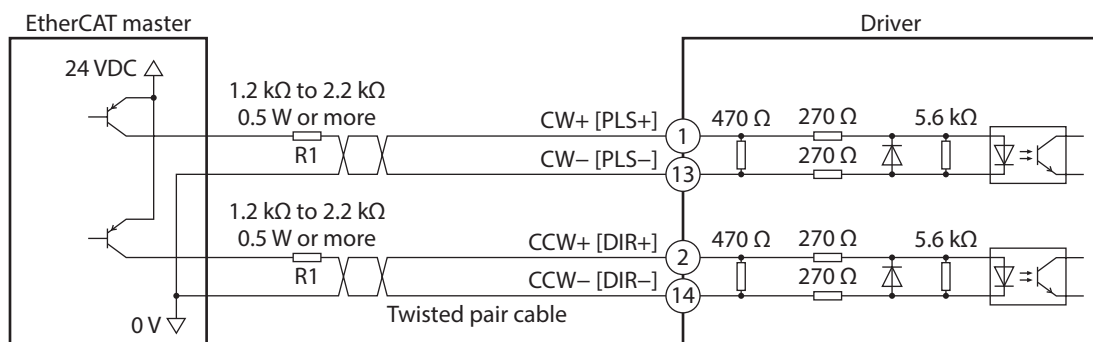 EtherCAT master
Driver
24 VDC
1.2 kΩ to 2.2 kΩ
0.5 W or more
R1
CW+ [PLS+]
CW− [PLS−]
1
13
470 Ω
270 Ω
270 Ω
5.6 kΩ
1.2 kΩ to 2.2 kΩ
0.5 W or more
R1
CCW+ [DIR+]
CCW− [DIR−]
2
14
470 Ω
270 Ω
270 Ω
5.6 kΩ
0 V
Twisted pair cable